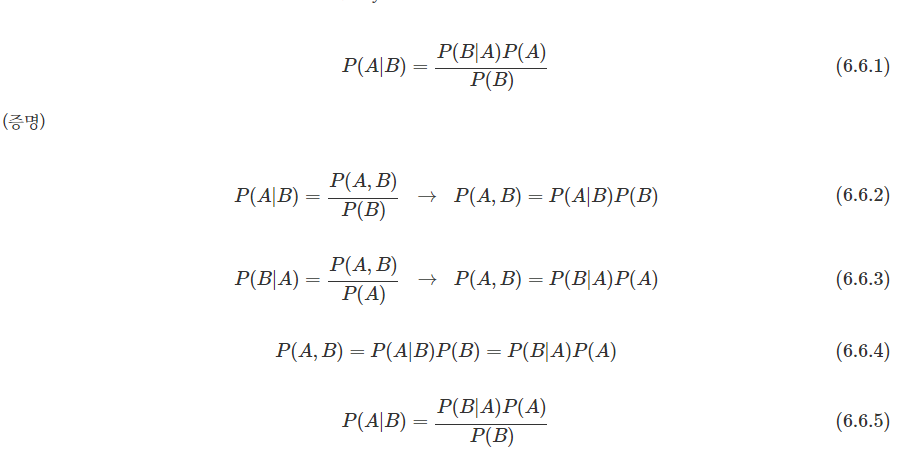 P(A|B) = P(B|A)P(A) / P(B) (6.6.1)
(증명)
P(A|B) = P(A, B) / P(B) → P(A, B) = P(A|B)P(B) (6.6.2)
P(B|A) = P(A, B) / P(A) → P(A, B) = P(B|A)P(A) (6.6.3)
P(A, B) = P(A|B)P(B) = P(B|A)P(A) (6.6.4)
P(A|B) = P(B|A)P(A) / P(B) (6.6.5)